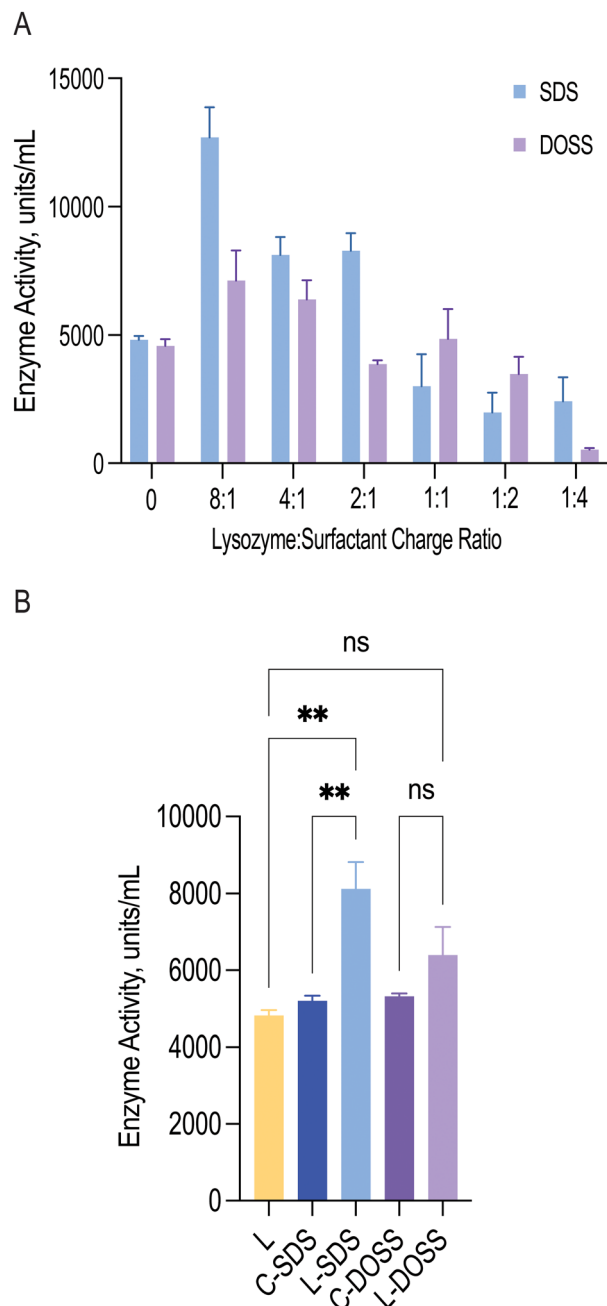 A
15000
10000
5000
0
Enzyme Activity, units/mL
SDS
DOSS
0 8:1 4:1 2:1 1:1 1:2 1:4
Lysozyme:Surfactant Charge Ratio
B
ns
**
** ns
10000
8000
6000
4000
2000
0
Enzyme Activity, units/mL
L C-SDS L-SDS C-DOSS L-DOSS